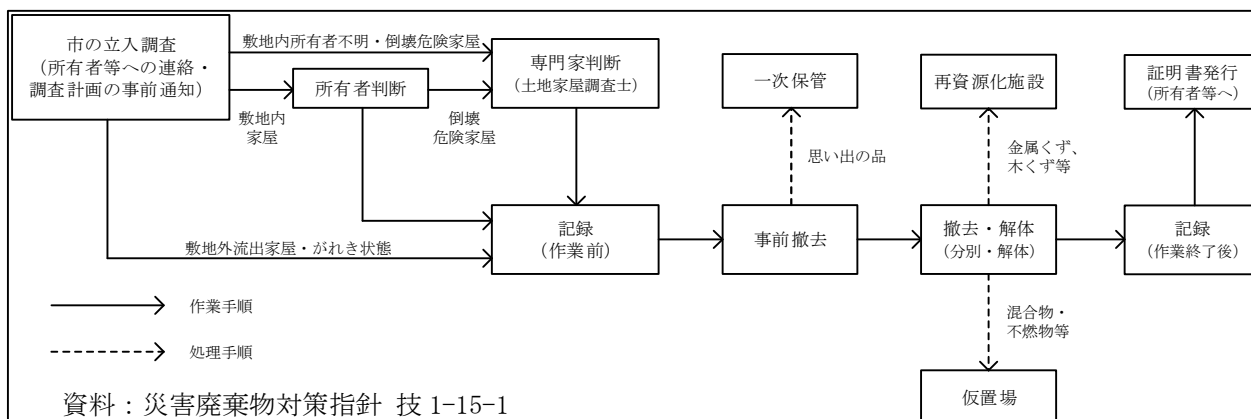 市の立入調査
(所有者等への連絡・
調査計画の事前通知)
敷地内所有者不明・倒壊危険家屋
敷地内
家屋
所有者判断
倒壊
危険家屋
専門家判断
(土地家屋調査士)
敷地外流出家屋・がれき状態
記録
(作業前)
事前撤去
思い出の品
一次保管
撤去・解体
(分別・解体)
金属くず、
木くず等
再資源化施設
混合物・
不燃物等
仮置場
記録
(作業終了後)
証明書発行
(所有者等へ)
作業手順
処理手順
資料：災害廃棄物対策指針 技 1-15-1